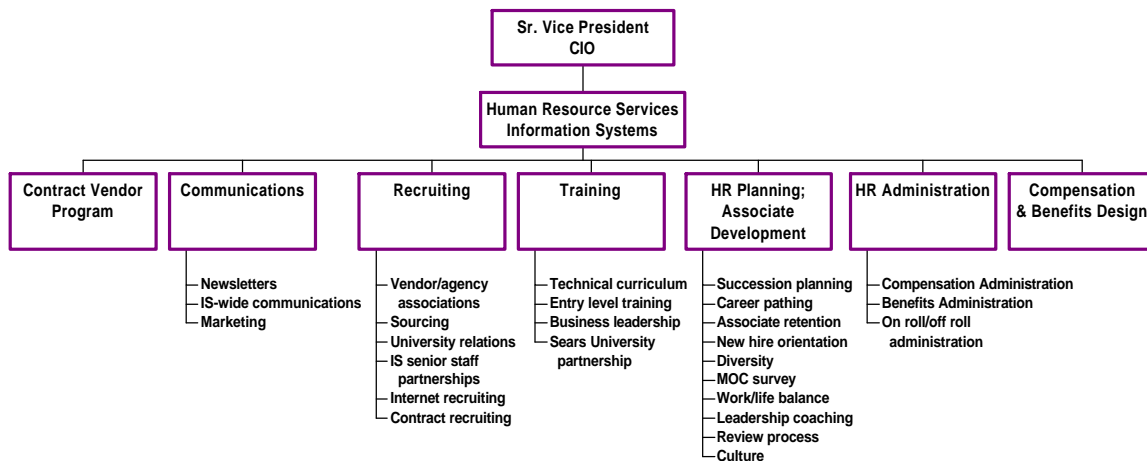 Sr. Vice President
CIO
Human Resource Services
Information Systems
Contract Vendor
Program
Communications
Newsletters
IS-wide communications
Marketing
Recruiting
Vendor/agency
associations
Sourcing
University relations
IS senior staff
partnerships
Internet recruiting
Contract recruiting
Training
Technical curriculum
Entry level training
Business leadership
Sears University
partnership
HR Planning;
Associate
Development
Succession planning
Career pathing
Associate retention
New hire orientation
Diversity
MOC survey
Work/life balance
Leadership coaching
Review process
Culture
HR Administration
Compensation Administration
Benefits Administration
On roll/off roll
administration
Compensation
& Benefits Design